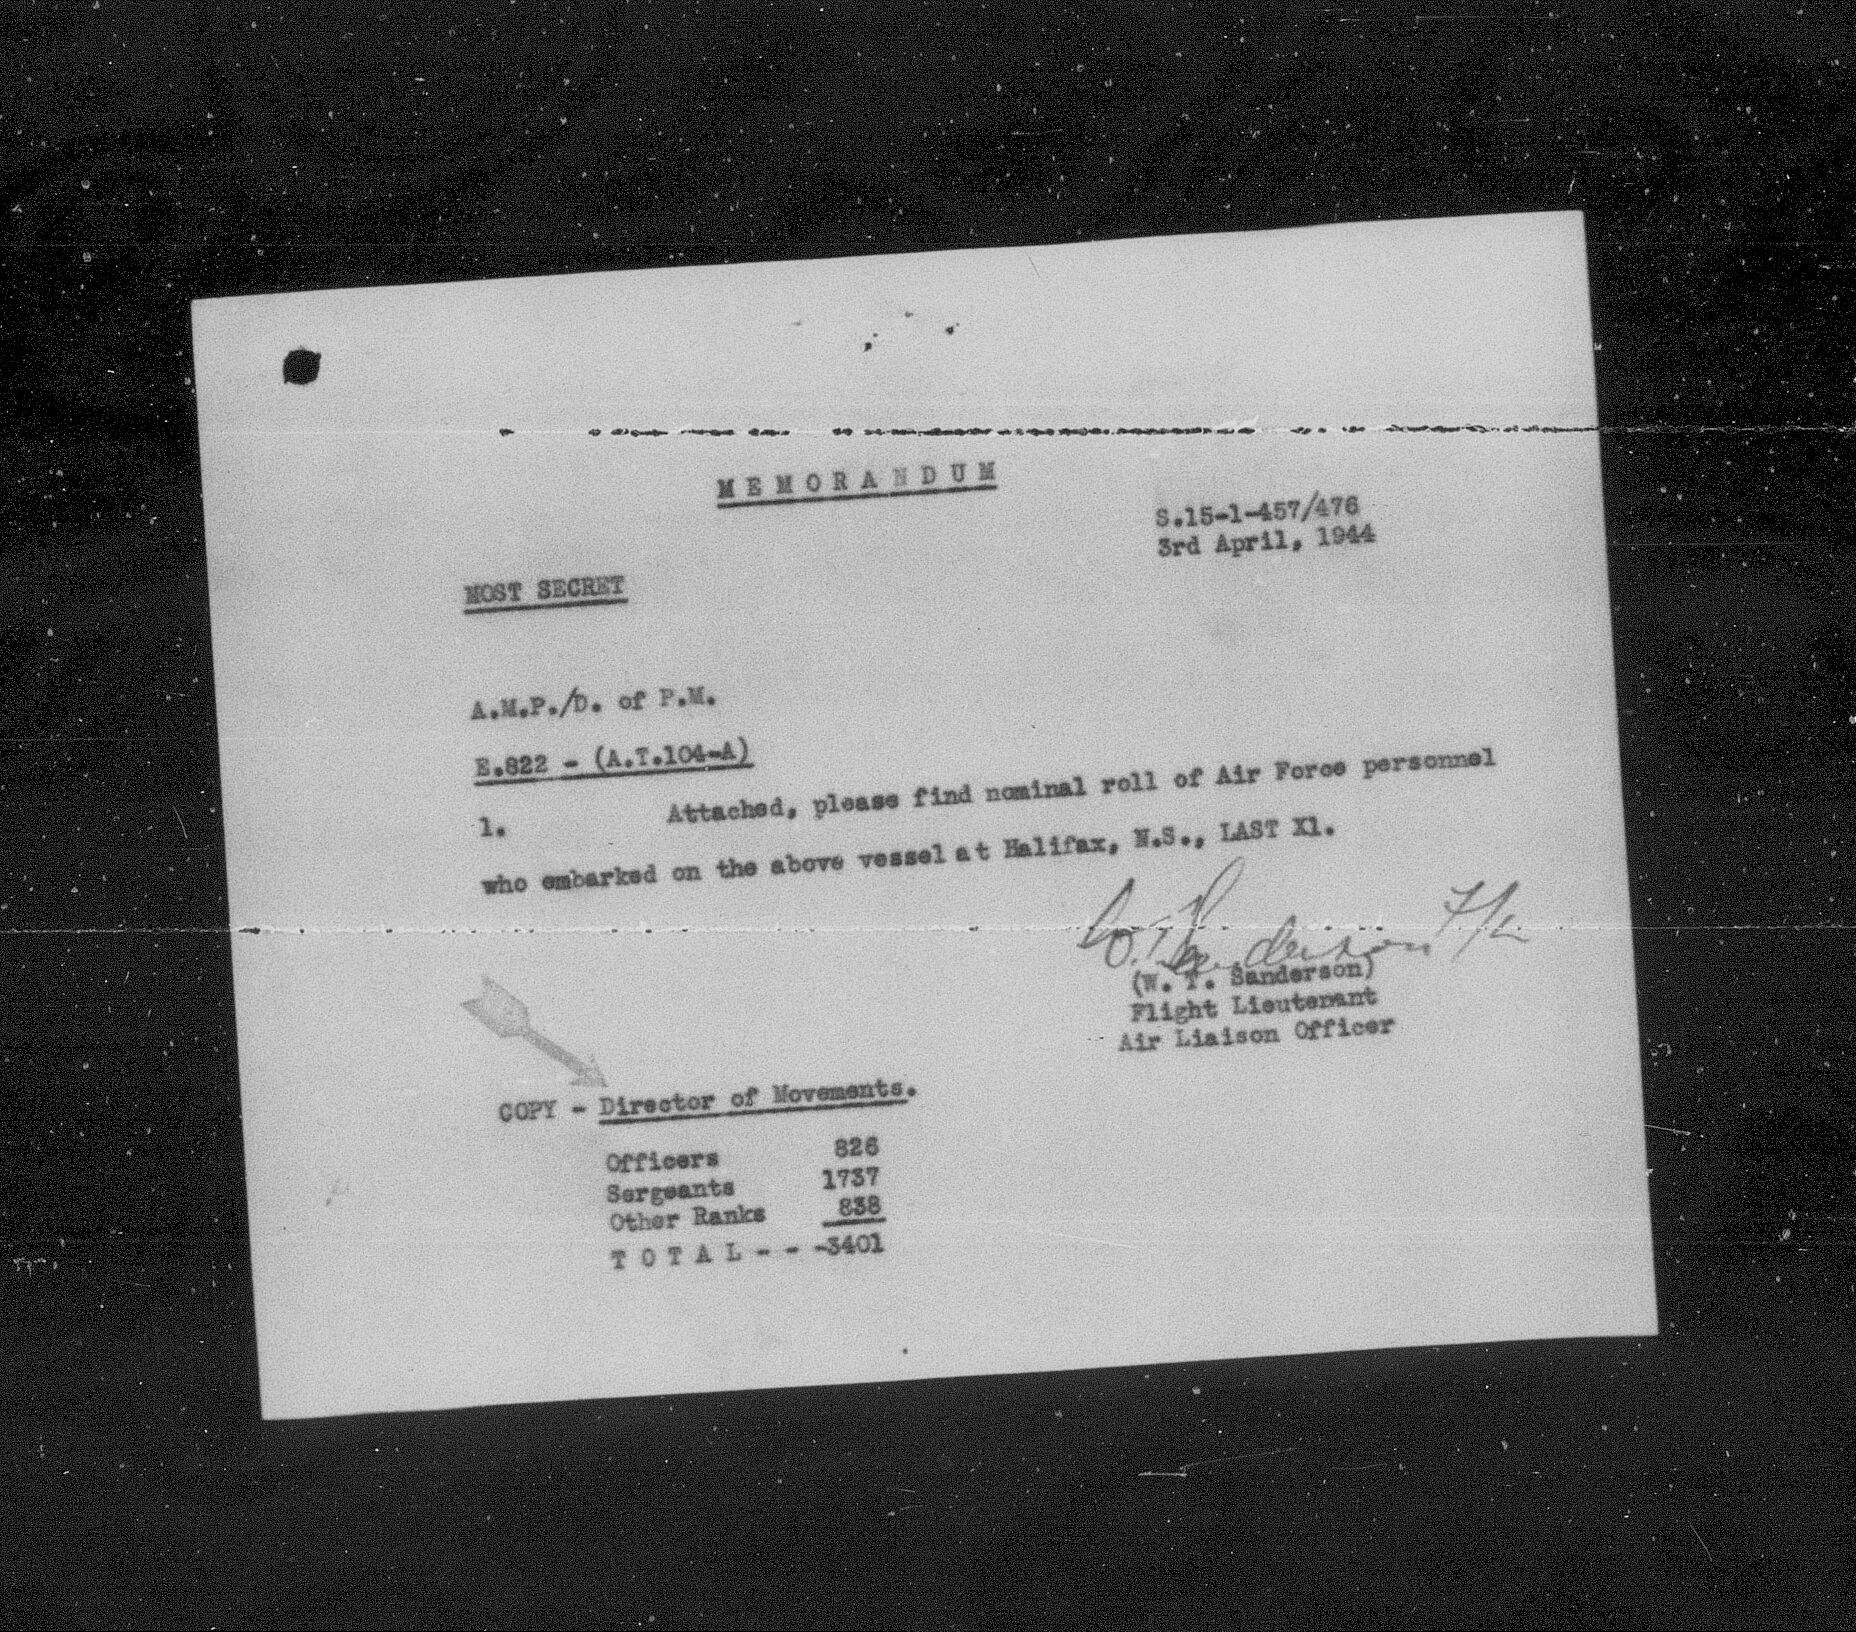 MEMORANDUM
S.15-1-457/476
3rd April, 1944
MOST SECRET
A.M.P./D. of P.M.
E.822 - (A.T.104-A)
1. Attached, please find nominal roll of Air Force personnel
who embarked on the above vessel at Halifax, N.S., LAST X1.
W. T. Sanderson F/L
(W. T. Sanderson)
Flight Lieutenant
Air Liaison Officer
COPY - Director of Movements.
Officers 826
Sergeants 1737
Other Ranks 838
T O T A L - - -3401